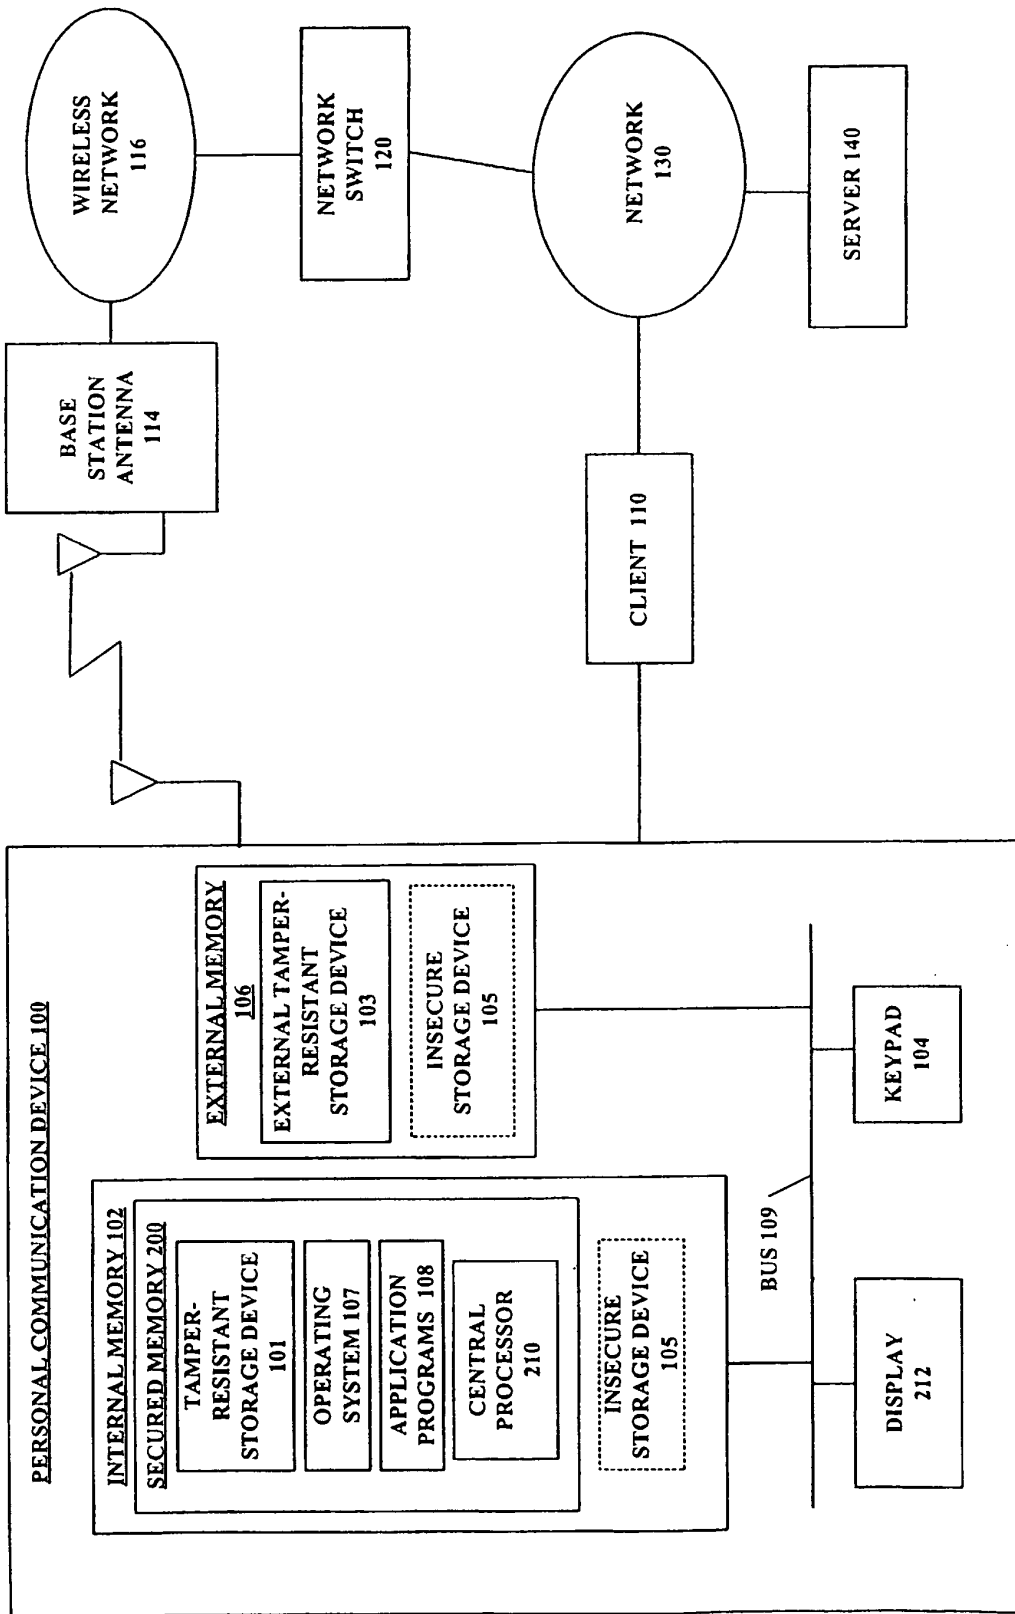 PERSONAL COMMUNICATION DEVICE 100
INTERNAL MEMORY 102
SECURED MEMORY 200
TAMPER-
RESISTANT
STORAGE DEVICE
101
OPERATING
SYSTEM 107
APPLICATION
PROGRAMS 108
CENTRAL
PROCESSOR
210
INSECURE
STORAGE DEVICE
105
EXTERNAL MEMORY
106
EXTERNAL TAMPER-
RESISTANT
STORAGE DEVICE
103
INSECURE
STORAGE DEVICE
105
BUS 109
DISPLAY
212
KEYPAD
104
BASE
STATION
ANTENNA
114
WIRELESS
NETWORK
116
NETWORK
SWITCH
120
CLIENT 110
NETWORK
130
SERVER 140